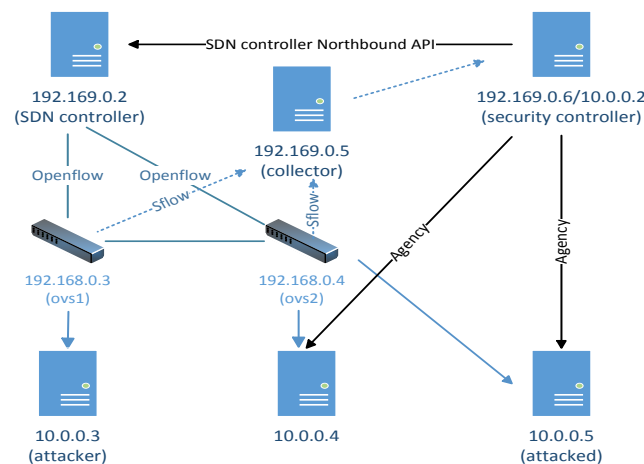 SDN controller Northbound API
192.169.0.2
(SDN controller)
192.169.0.6/10.0.0.2
(security controller)
192.169.0.5
(collector)
Openflow
Openflow
Sflow
Sflow
Agency
Agency
192.168.0.3
(ovs1)
192.168.0.4
(ovs2)
10.0.0.3
(attacker)
10.0.0.4
10.0.0.5
(attacked)